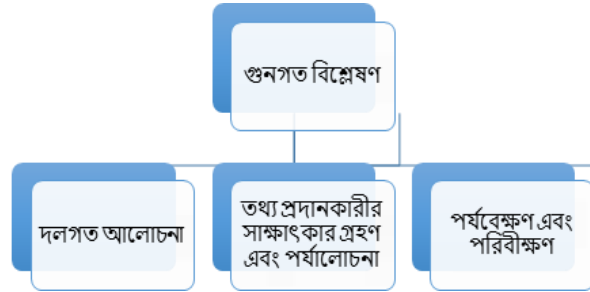 গুনগত বিশ্লেষণ
দলগত আলোচনা
তথ্য প্রদানকারীর
সাক্ষাৎকার গ্রহণ
এবং পর্যালোচনা
পর্যবেক্ষণ এবং
পরিবীক্ষণ